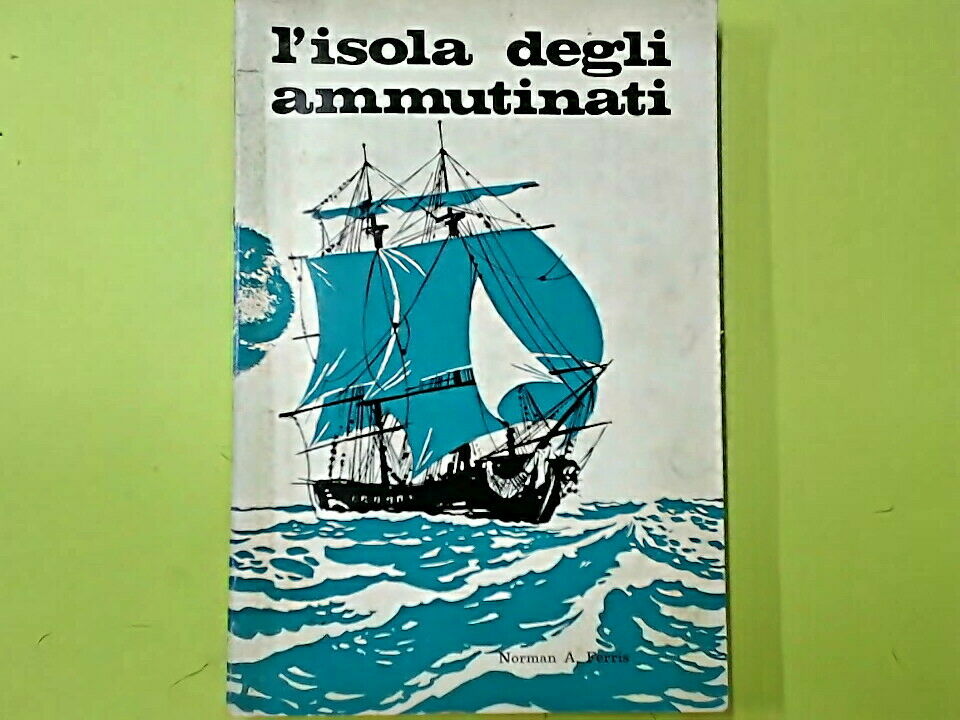 l'isola degli
ammutinati
Norman A. Ferris